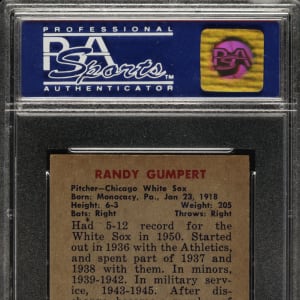 PROFESSIONAL
PSA
Sports™
AUTHENTICATOR
PSA
RANDY GUMPERT
Pitcher—Chicago White Sox
Born: Monocacy, Pa., Jan 23, 1918
Height: 6-3 Weight: 205
Bats: Right Throws: Right
Had 5-12 record for the
White Sox in 1950. Started
out in 1936 with the Athletics,
and spent part of 1937 and
1938 with them. In minors,
1939-1942. In military serv-
ice, 1943-1945. After dis-